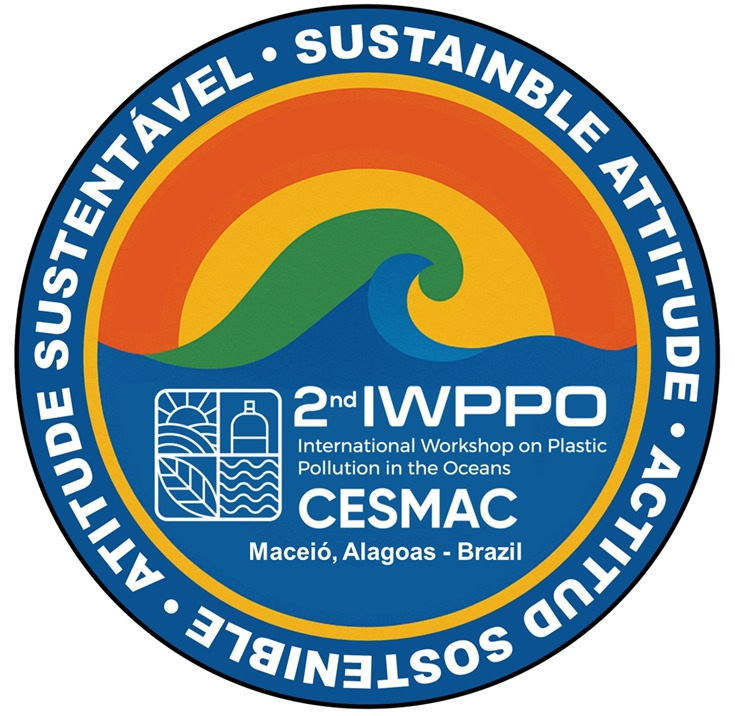 ATITUDE SUSTENTÁVEL • SUSTAINBLE ATTITUDE • ACTITUD SOSTENIBLE •
2nd IWPPO
International Workshop on Plastic
Pollution in the Oceans
CESMAC
Maceió, Alagoas - Brazil